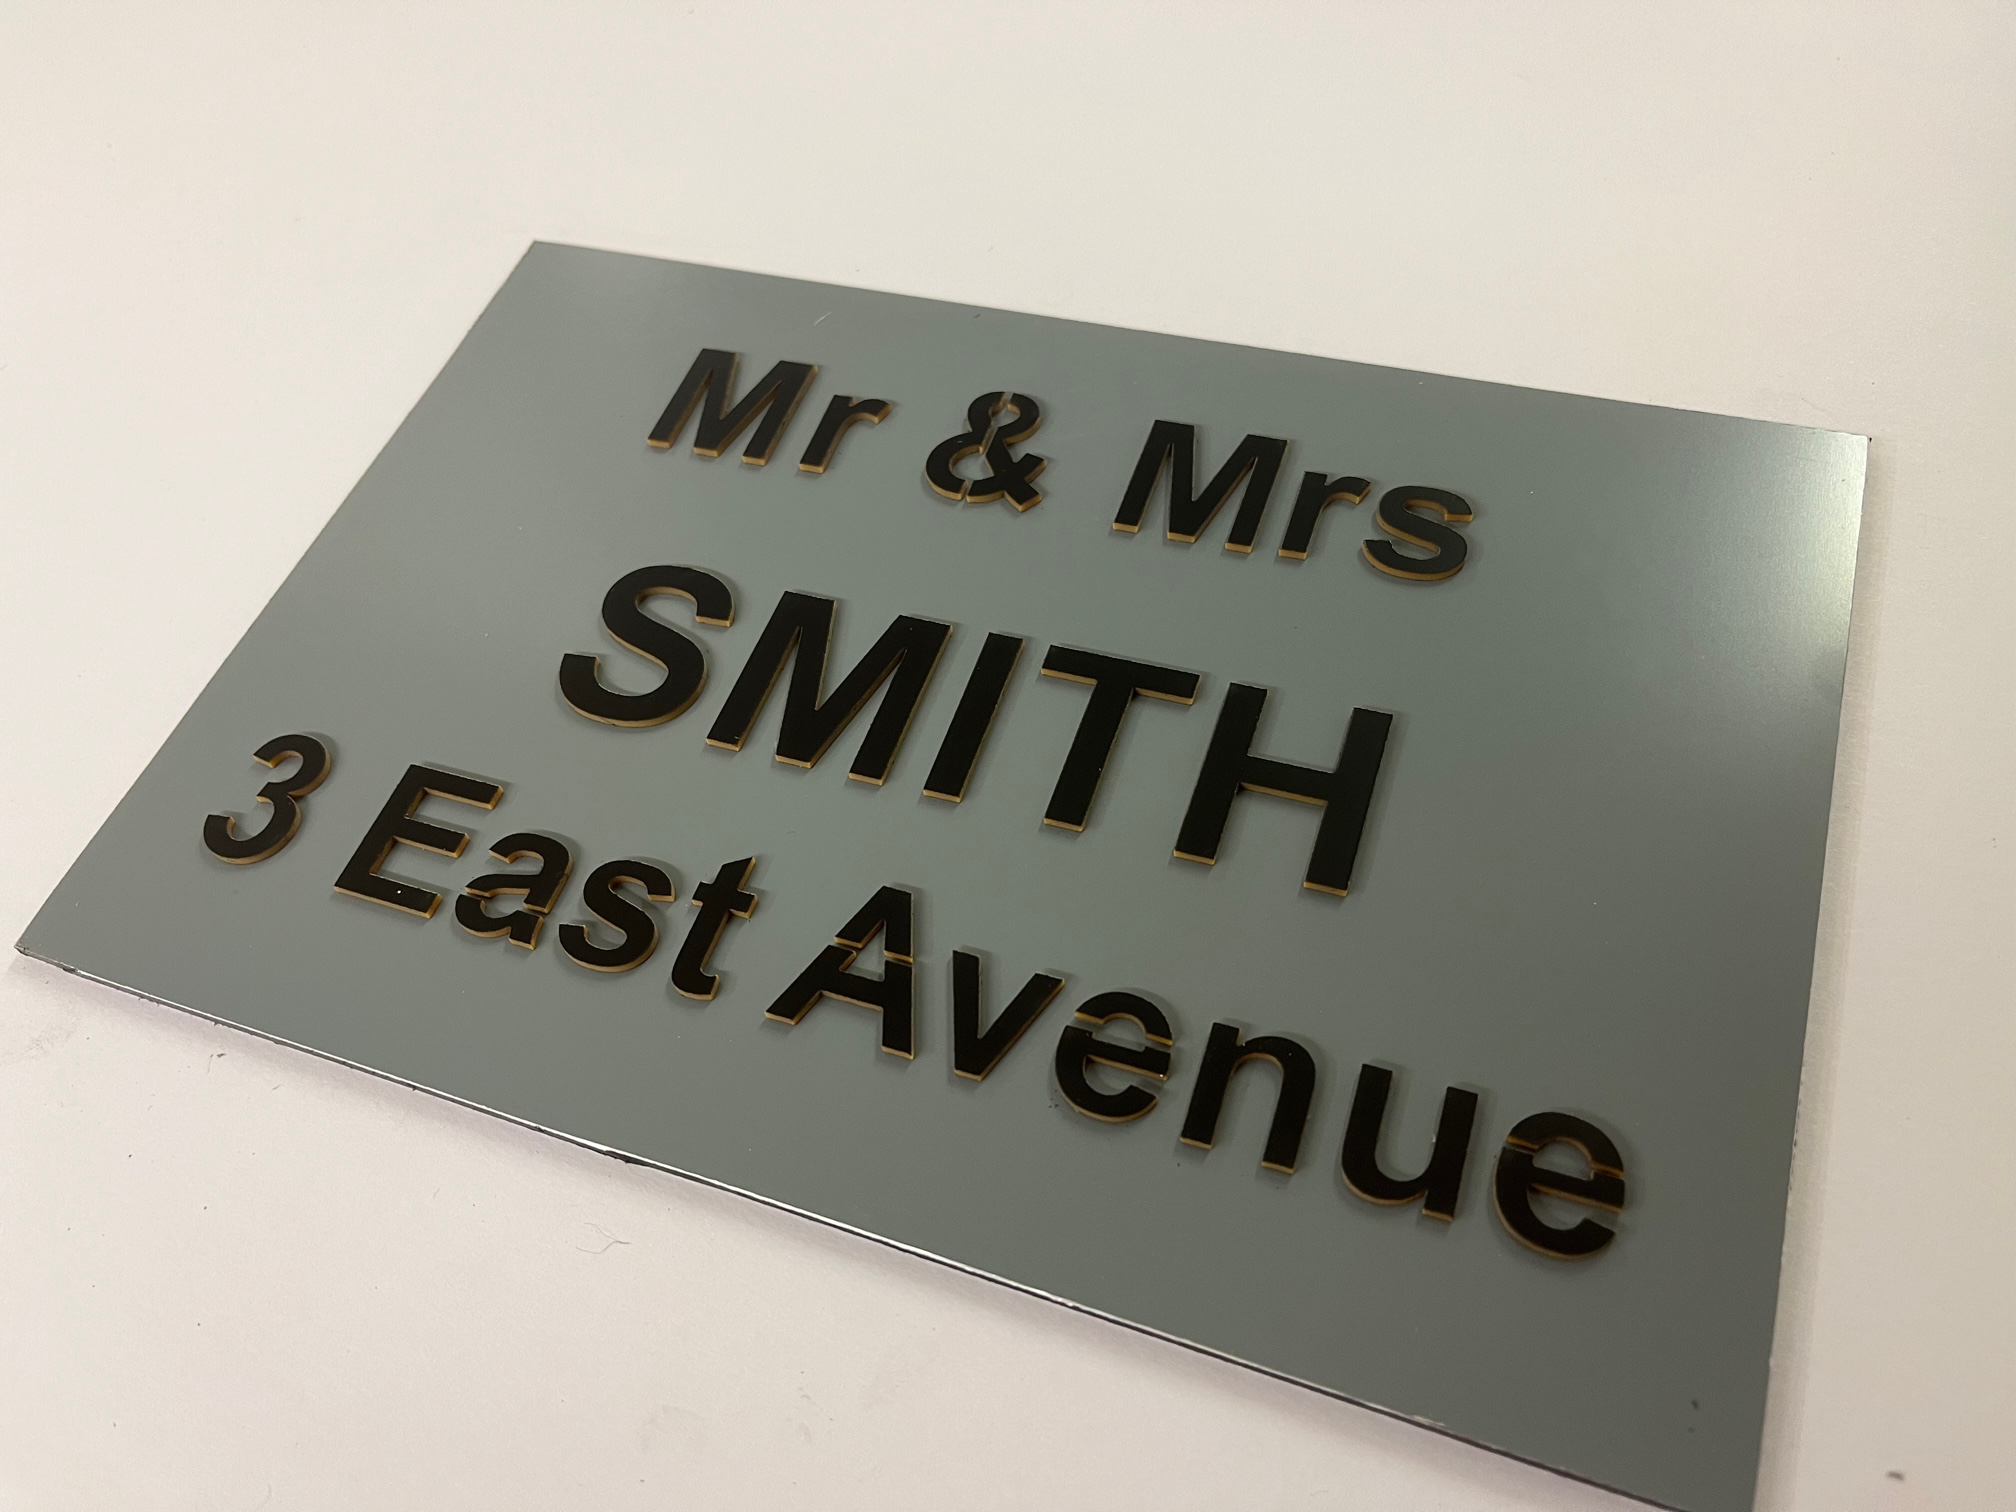 Mr & Mrs
SMITH
3 East Avenue